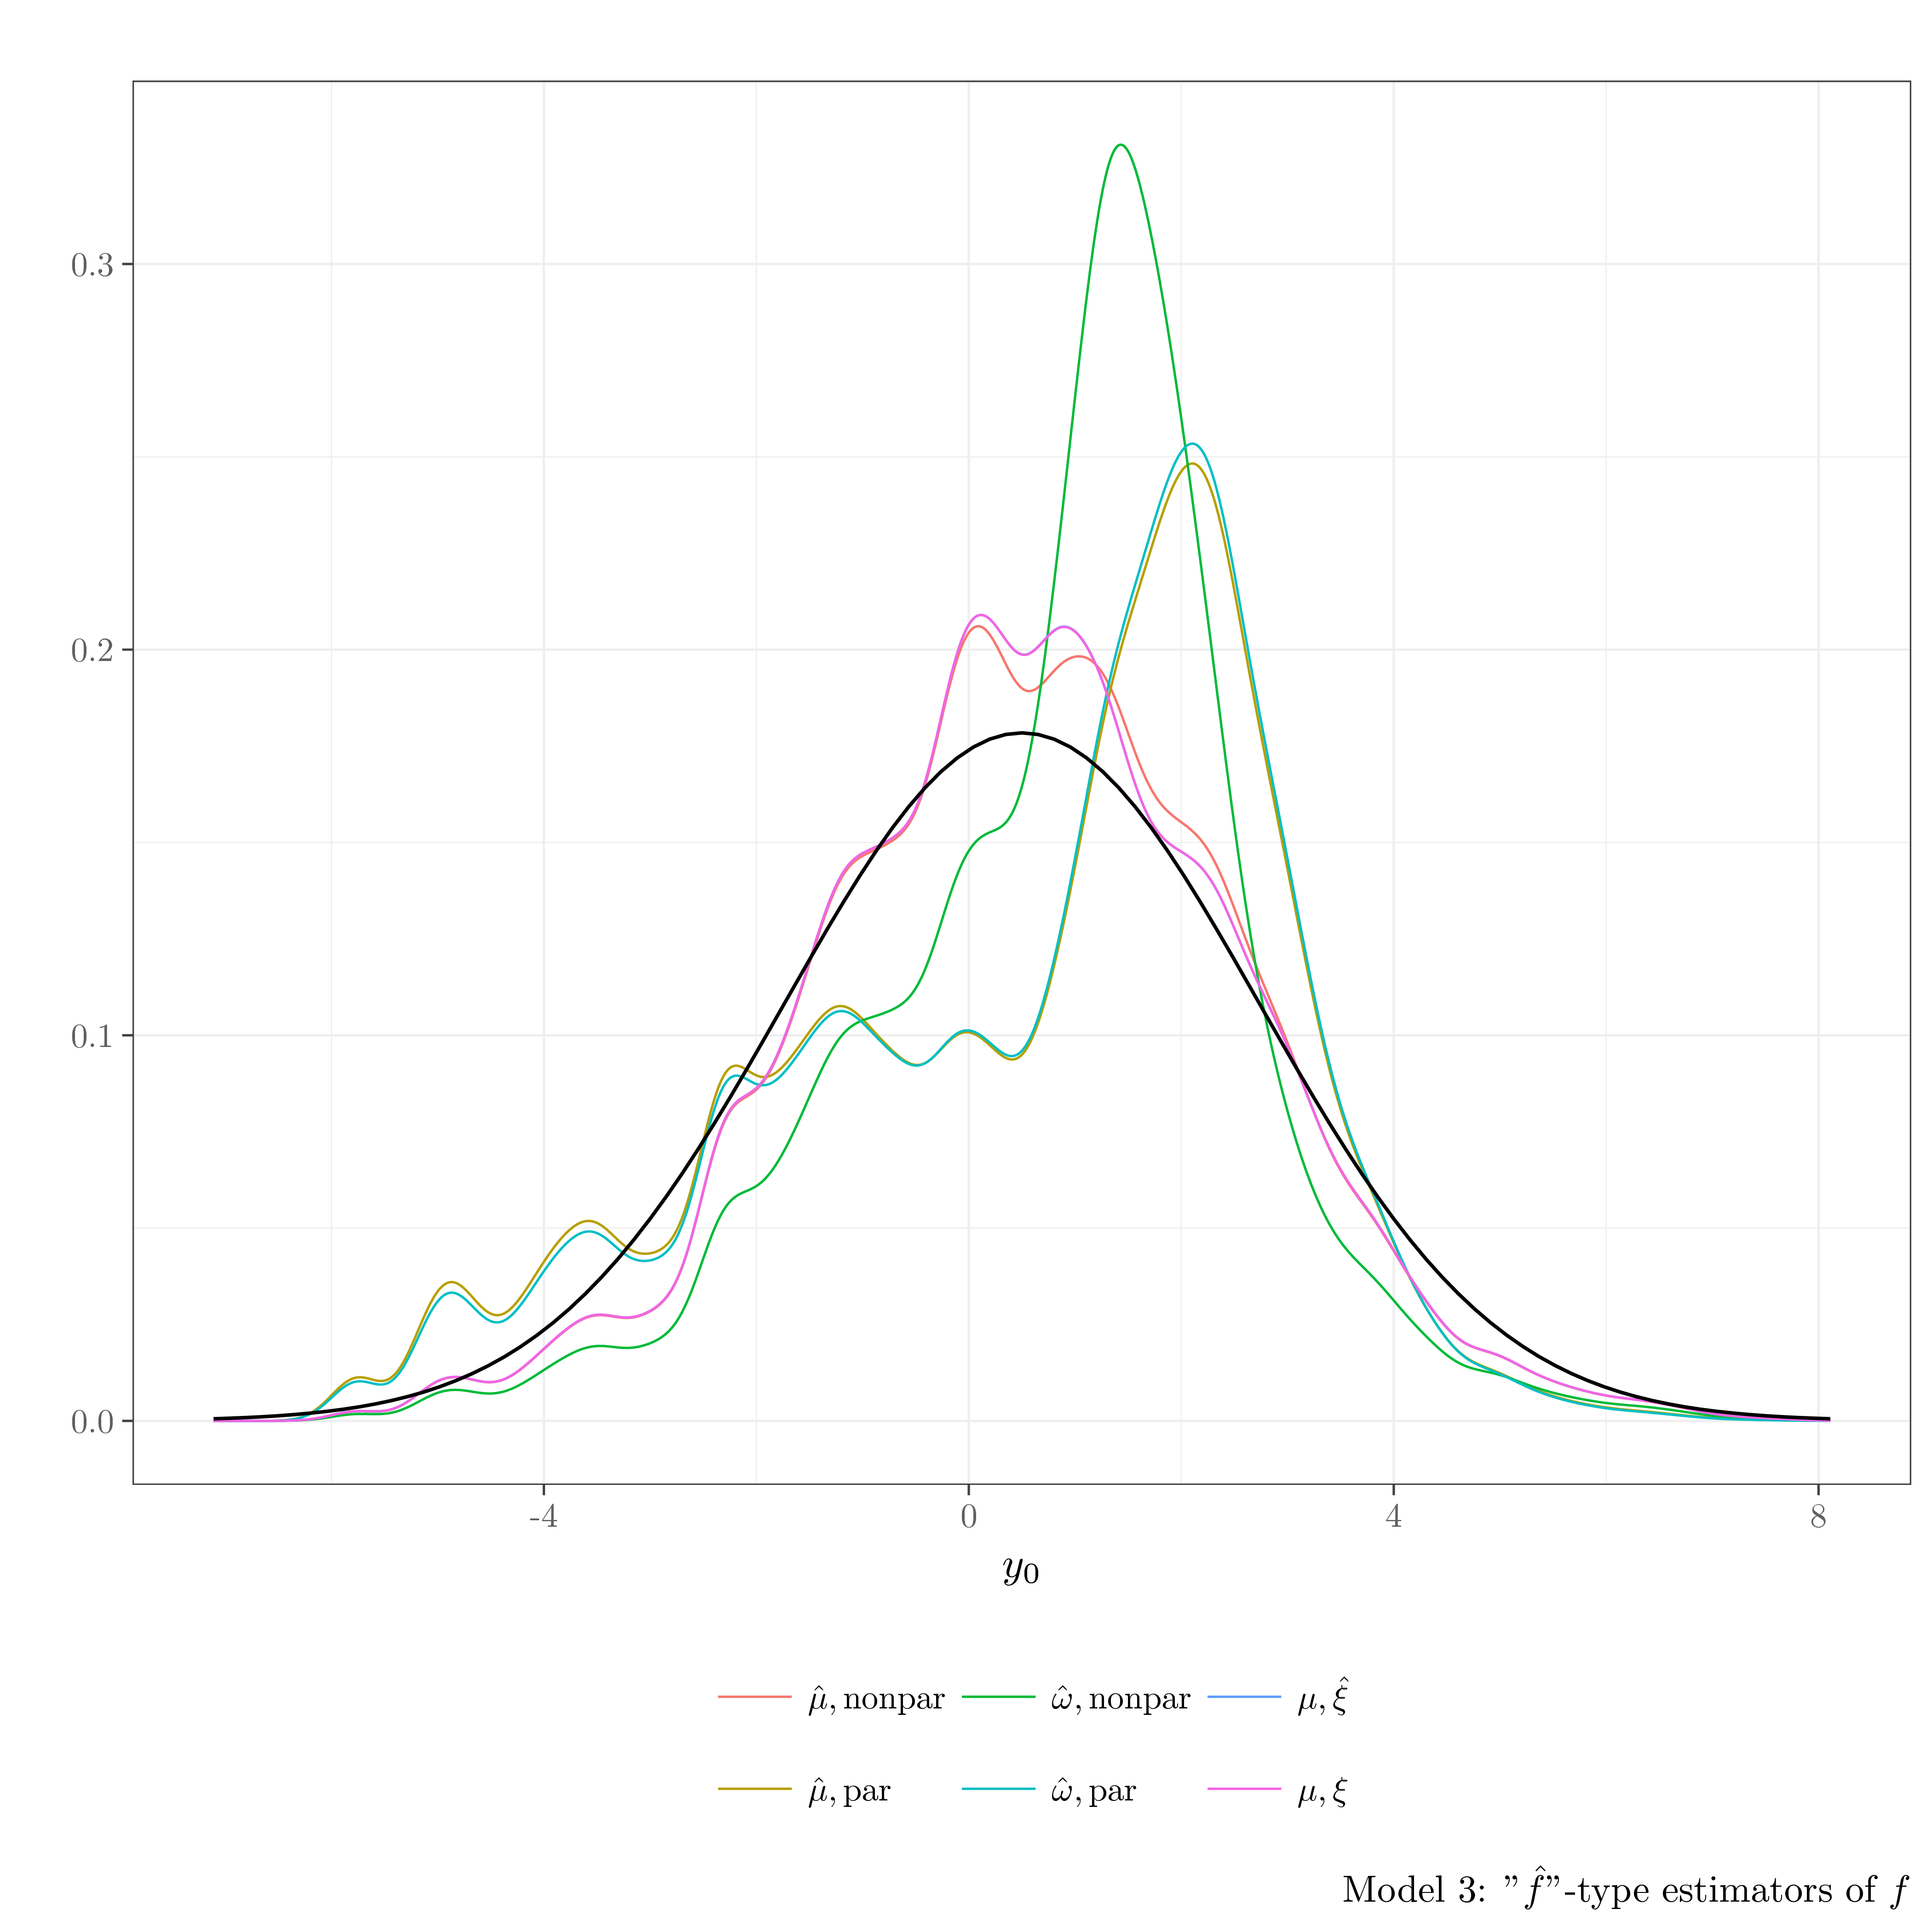 0.3
0.2
0.1
0.0
-4 0 4 8
y₀
μ̂, nonpar ω̂, nonpar μ, ξ̂
μ̂, par ω̂, par μ, ξ
Model 3: ”f̂”-type estimators of f